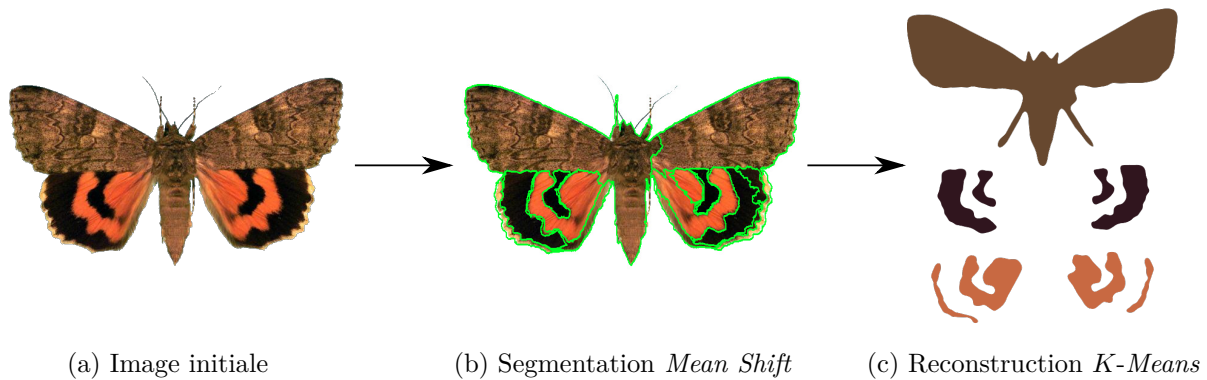 (a) Image initiale
(b) Segmentation Mean Shift
(c) Reconstruction K-Means